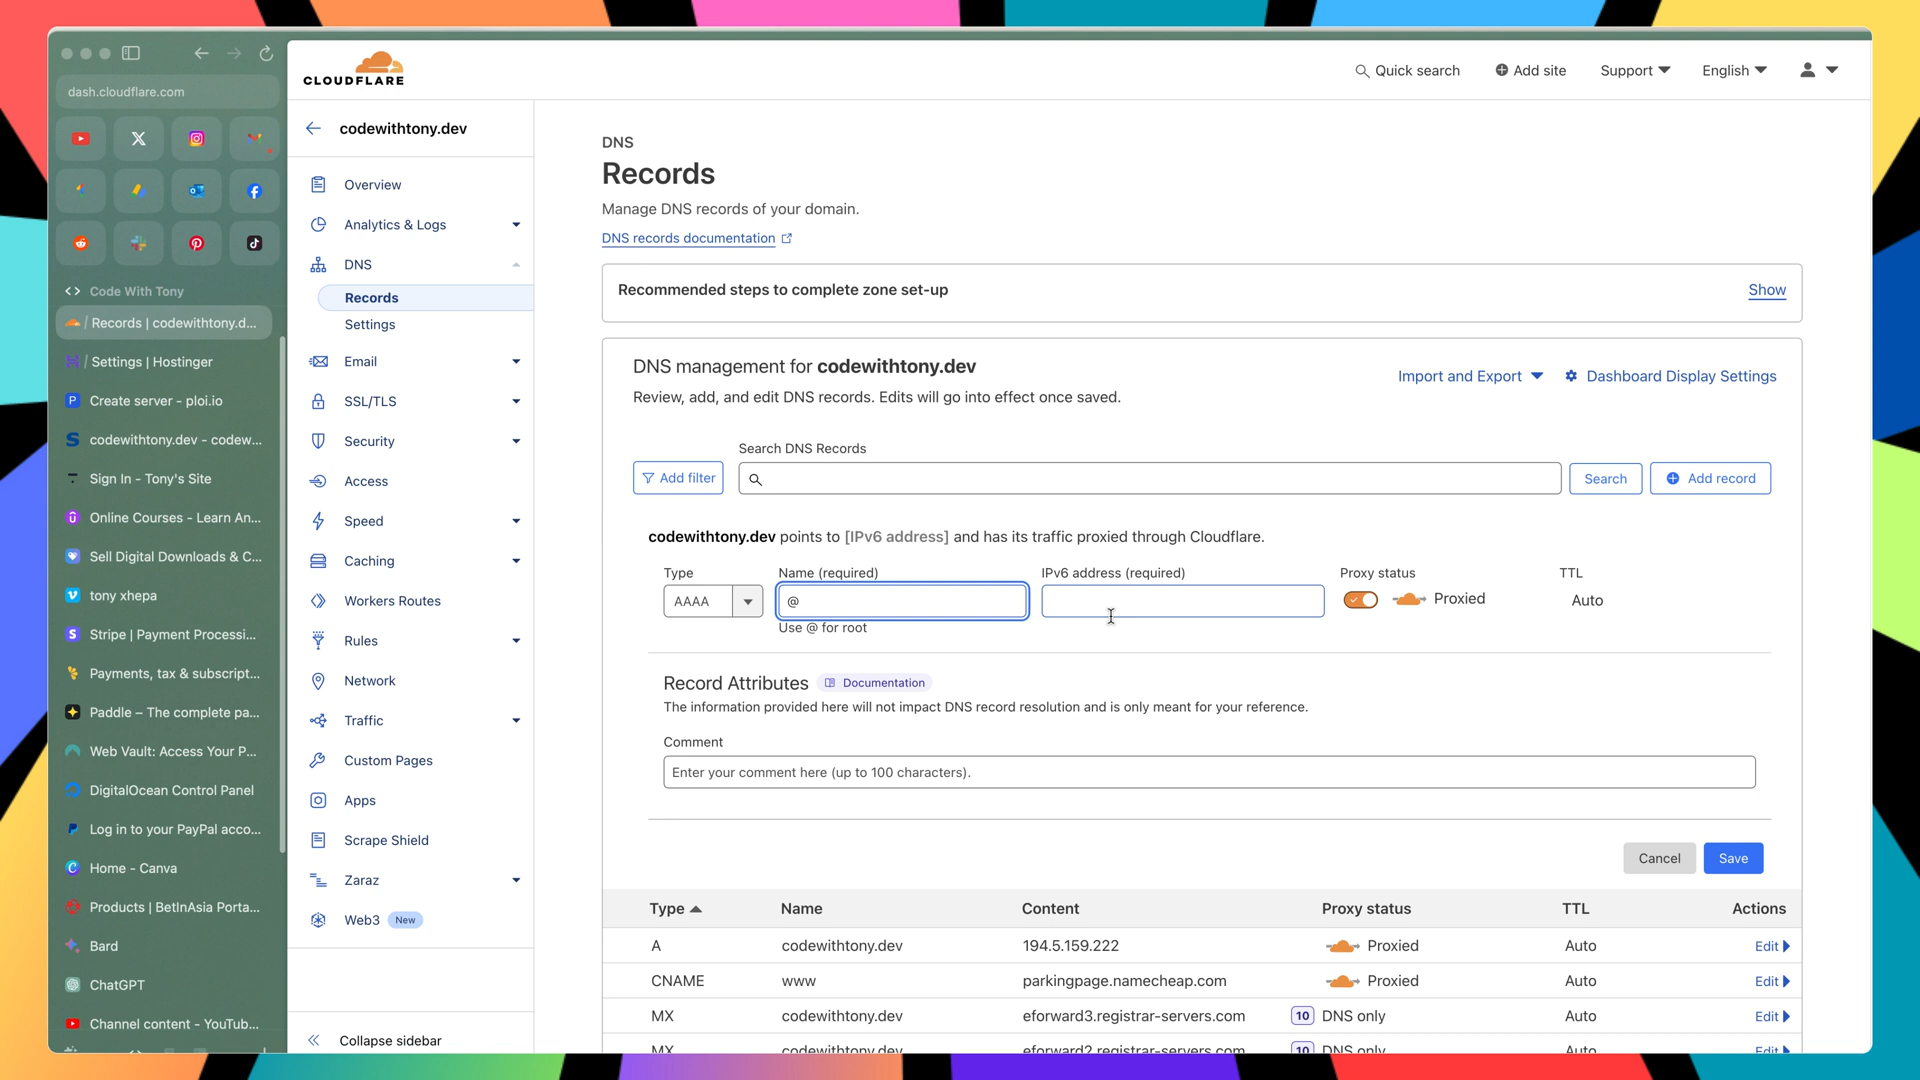 dash.cloudflare.com
Code With Tony
/ Records | codewithtony.d...
/ Settings | Hostinger
Create server - ploi.io
codewithtony.dev - codew...
Sign In - Tony's Site
Online Courses - Learn An...
Sell Digital Downloads & C...
tony xhepa
Stripe | Payment Processi...
Payments, tax & subscript...
Paddle – The complete pa...
Web Vault: Access Your P...
DigitalOcean Control Panel
Log in to your PayPal acco...
Home - Canva
Products | BetInAsia Porta...
Bard
ChatGPT
Channel content - YouTub...
CLOUDFLARE
Quick search
Add site
Support
English
codewithtony.dev
Overview
Analytics & Logs
DNS
Records
Settings
Email
SSL/TLS
Security
Access
Speed
Caching
Workers Routes
Rules
Network
Traffic
Custom Pages
Apps
Scrape Shield
Zaraz
Web3 New
Collapse sidebar
DNS
Records
Manage DNS records of your domain.
DNS records documentation
Recommended steps to complete zone set-up
Show
DNS management for codewithtony.dev
Review, add, and edit DNS records. Edits will go into effect once saved.
Import and Export
Dashboard Display Settings
Search DNS Records
Add filter
Search
Add record
codewithtony.dev points to [IPv6 address] and has its traffic proxied through Cloudflare.
Type Name (required) IPv6 address (required) Proxy status TTL
AAAA @ Proxied Auto
Use @ for root
Record Attributes Documentation
The information provided here will not impact DNS record resolution and is only meant for your reference.
Comment
Enter your comment here (up to 100 characters).
Cancel Save
Type Name Content Proxy status TTL Actions
A codewithtony.dev 194.5.159.222 Proxied Auto Edit
CNAME www parkingpage.namecheap.com Proxied Auto Edit
MX codewithtony.dev eforward3.registrar-servers.com 10 DNS only Auto Edit
MX codewithtony.dev eforward2.registrar-servers.com 10 DNS only Auto Edit